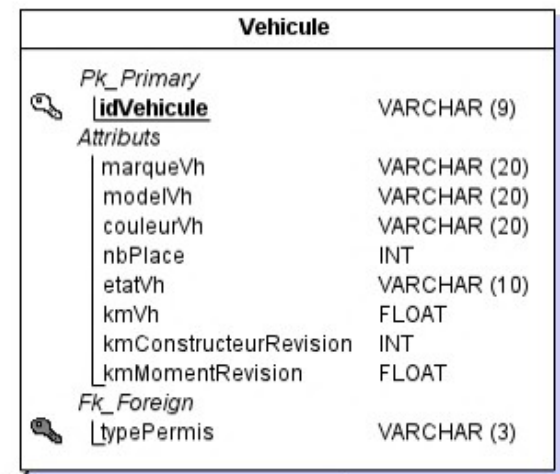 Vehicule
Pk_Primary
idVehicule VARCHAR (9)
Attributs
marqueVh VARCHAR (20)
modelVh VARCHAR (20)
couleurVh VARCHAR (20)
nbPlace INT
etatVh VARCHAR (10)
kmVh FLOAT
kmConstructeurRevision INT
kmMomentRevision FLOAT
Fk_Foreign
typePermis VARCHAR (3)